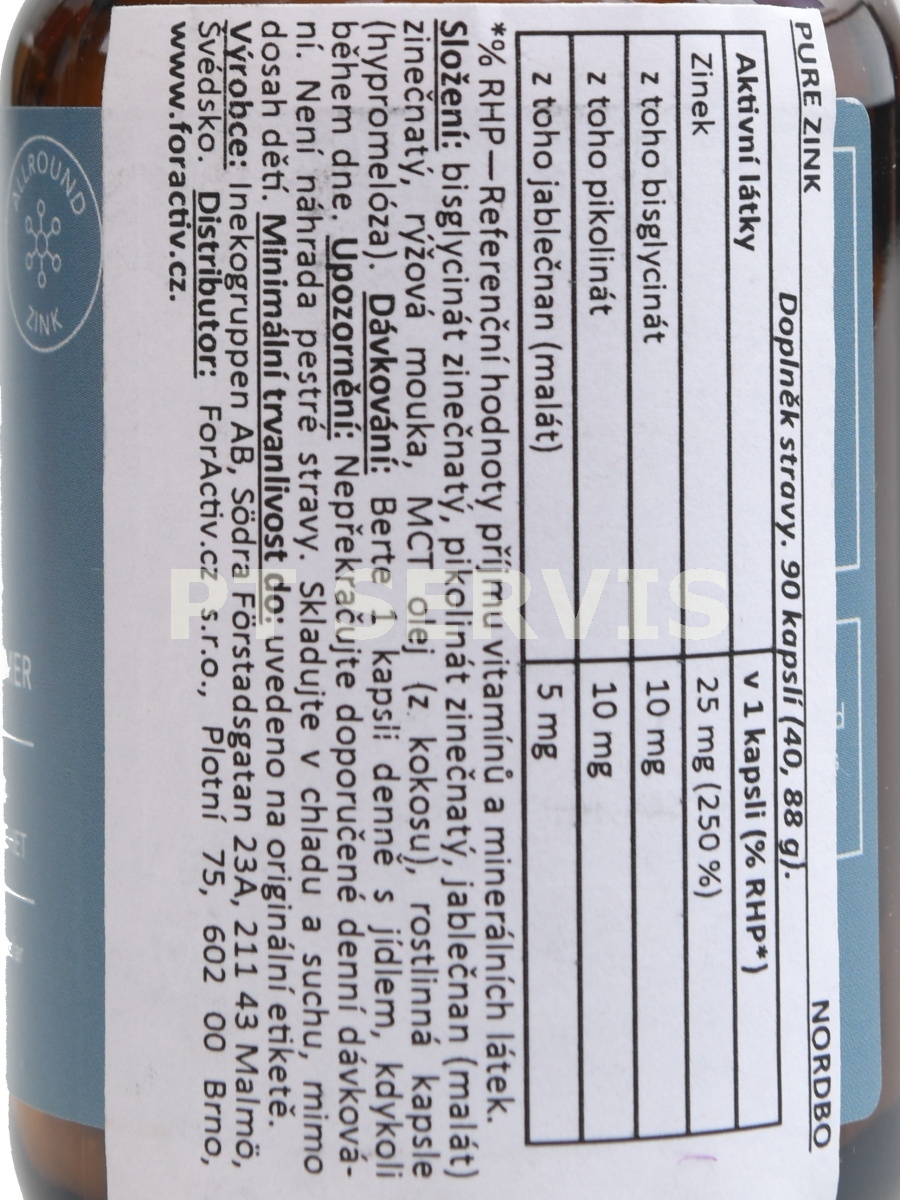 PURE ZINK NORDBO
Doplněk stravy. 90 kapslí (40, 88 g).
Aktivní látky v 1 kapsli (% RHP*)
Zinek 25 mg (250 %)
z toho bisglycinát 10 mg
z toho pikolinát 10 mg
z toho jablečnan (malát) 5 mg
*% RHP—Referenční hodnoty příjmu vitamínů a minerálních látek.
Složení: bisglycinát zinečnatý, pikolinát zinečnatý, jablečnan (malát)
zinečnatý, rýžová mouka, MCT olej (z kokosu), rostlinná kapsle
(hypromelóza). Dávkování: Berte 1 kapsli denně s jídlem, kdykoli
během dne. Upozornění: Nepřekračujte doporučené denní dávková-
ní. Není náhrada pestré stravy. Skladujte v chladu a suchu, mimo
dosah dětí. Minimální trvanlivost do: uvedeno na originální etiketě.
Výrobce: Inekogruppen AB, Södra Förstadsgatan 23A, 211 43 Malmö,
Švédsko. Distributor: ForActiv.cz s.r.o., Plotní 75, 602 00 Brno,
www.foractiv.cz.
ALLROUND
ZINK
PT SERVIS